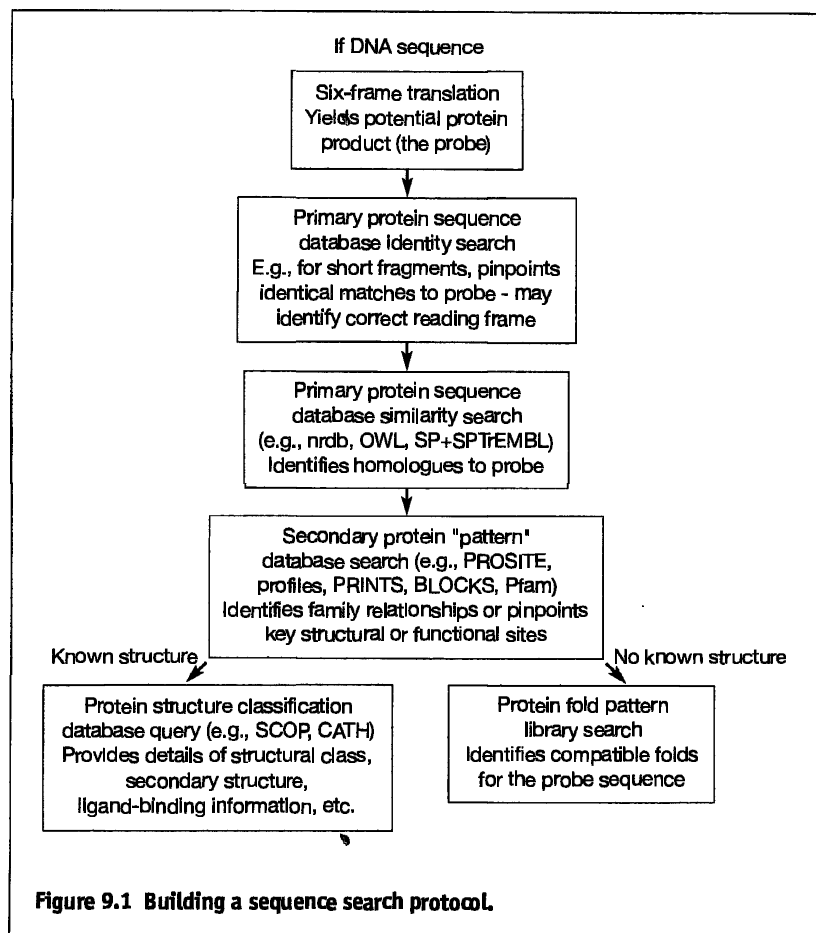 If DNA sequence
Six-frame translation
Yields potential protein
product (the probe)
Primary protein sequence
database identity search
E.g., for short fragments, pinpoints
identical matches to probe - may
identify correct reading frame
Primary protein sequence
database similarity search
(e.g., nrdb, OWL, SP+SPTrEMBL)
Identifies homologues to probe
Secondary protein "pattern"
database search (e.g., PROSITE,
profiles, PRINTS, BLOCKS, Pfam)
Identifies family relationships or pinpoints
key structural or functional sites
Known structure
No known structure
Protein structure classification
database query (e.g., SCOP, CATH)
Provides details of structural class,
secondary structure,
ligand-binding information, etc.
Protein fold pattern
library search
Identifies compatible folds
for the probe sequence
Figure 9.1 Building a sequence search protocol.